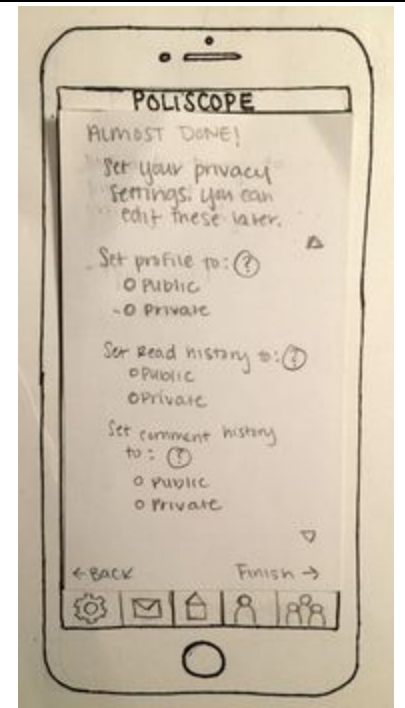 POLISCOPE
ALMOST DONE!
Set your privacy
settings. You can
edit these later.
Set profile to: ?
Public
Private
Set Read history to: ?
Public
Private
Set comment history
to: ?
Public
Private
← BACK Finish →